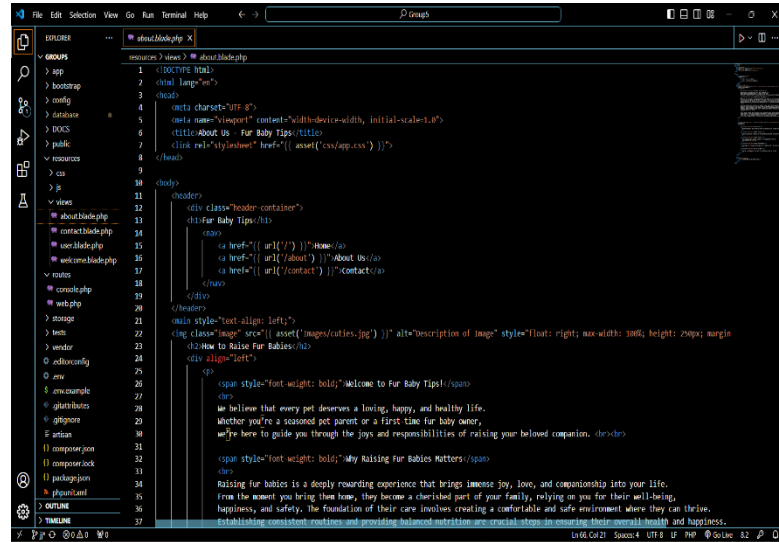 File Edit Selection View Go Run Terminal Help
Group5
EXPLORER
about.blade.php
GROUP5
app
bootstrap
config
database
DOCS
public
resources
css
js
views
about.blade.php
contact.blade.php
user.blade.php
welcome.blade.php
routes
console.php
web.php
storage
tests
vendor
.editorconfig
.env
.env.example
.gitattributes
.gitignore
artisan
composer.json
composer.lock
package.json
phpunit.xml
OUTLINE
TIMELINE
resources > views > about.blade.php
1 <!DOCTYPE html>
2 <html lang="en">
3 <head>
4 <meta charset="UTF-8">
5 <meta name="viewport" content="width=device-width, initial-scale=1.0">
6 <title>About Us - Fur Baby Tips</title>
7 <link rel="stylesheet" href="{{ asset('css/app.css') }}">
8 </head>
9
10 <body>
11 <header>
12 <div class="header-container">
13 <h1>Fur Baby Tips</h1>
14 <nav>
15 <a href="{{ url('/') }}">Home</a>
16 <a href="{{ url('/about') }}">About Us</a>
17 <a href="{{ url('/contact') }}">Contact</a>
18 </nav>
19 </div>
20 </header>
21 <main style="text-align: left;">
22 <img class="image" src="{{ asset('images/cuties.jpg') }}" alt="Description of Image" style="float: right; max-width: 100%; height: 250px; margin
23 <h2>How to Raise Fur Babies</h2>
24 <div align="left">
25 <p>
26 <span style="font-weight: bold;">Welcome to Fur Baby Tips!</span>
27 <br>
28 We believe that every pet deserves a loving, happy, and healthy life.
29 Whether you're a seasoned pet parent or a first-time fur baby owner,
30 we're here to guide you through the joys and responsibilities of raising your beloved companion. <br><br>
31
32 <span style="font-weight: bold;">Why Raising Fur Babies Matters</span>
33 <br>
34 Raising fur babies is a deeply rewarding experience that brings immense joy, love, and companionship into your life.
35 From the moment you bring them home, they become a cherished part of your family, relying on you for their well-being,
36 happiness, and safety. The foundation of their care involves creating a comfortable and safe environment where they can thrive.
37 Establishing consistent routines and providing balanced nutrition are crucial steps in ensuring their overall health and happiness.
0 0 0
Ln 66, Col 21 Spaces: 4 UTF-8 LF PHP Go Live 8.2